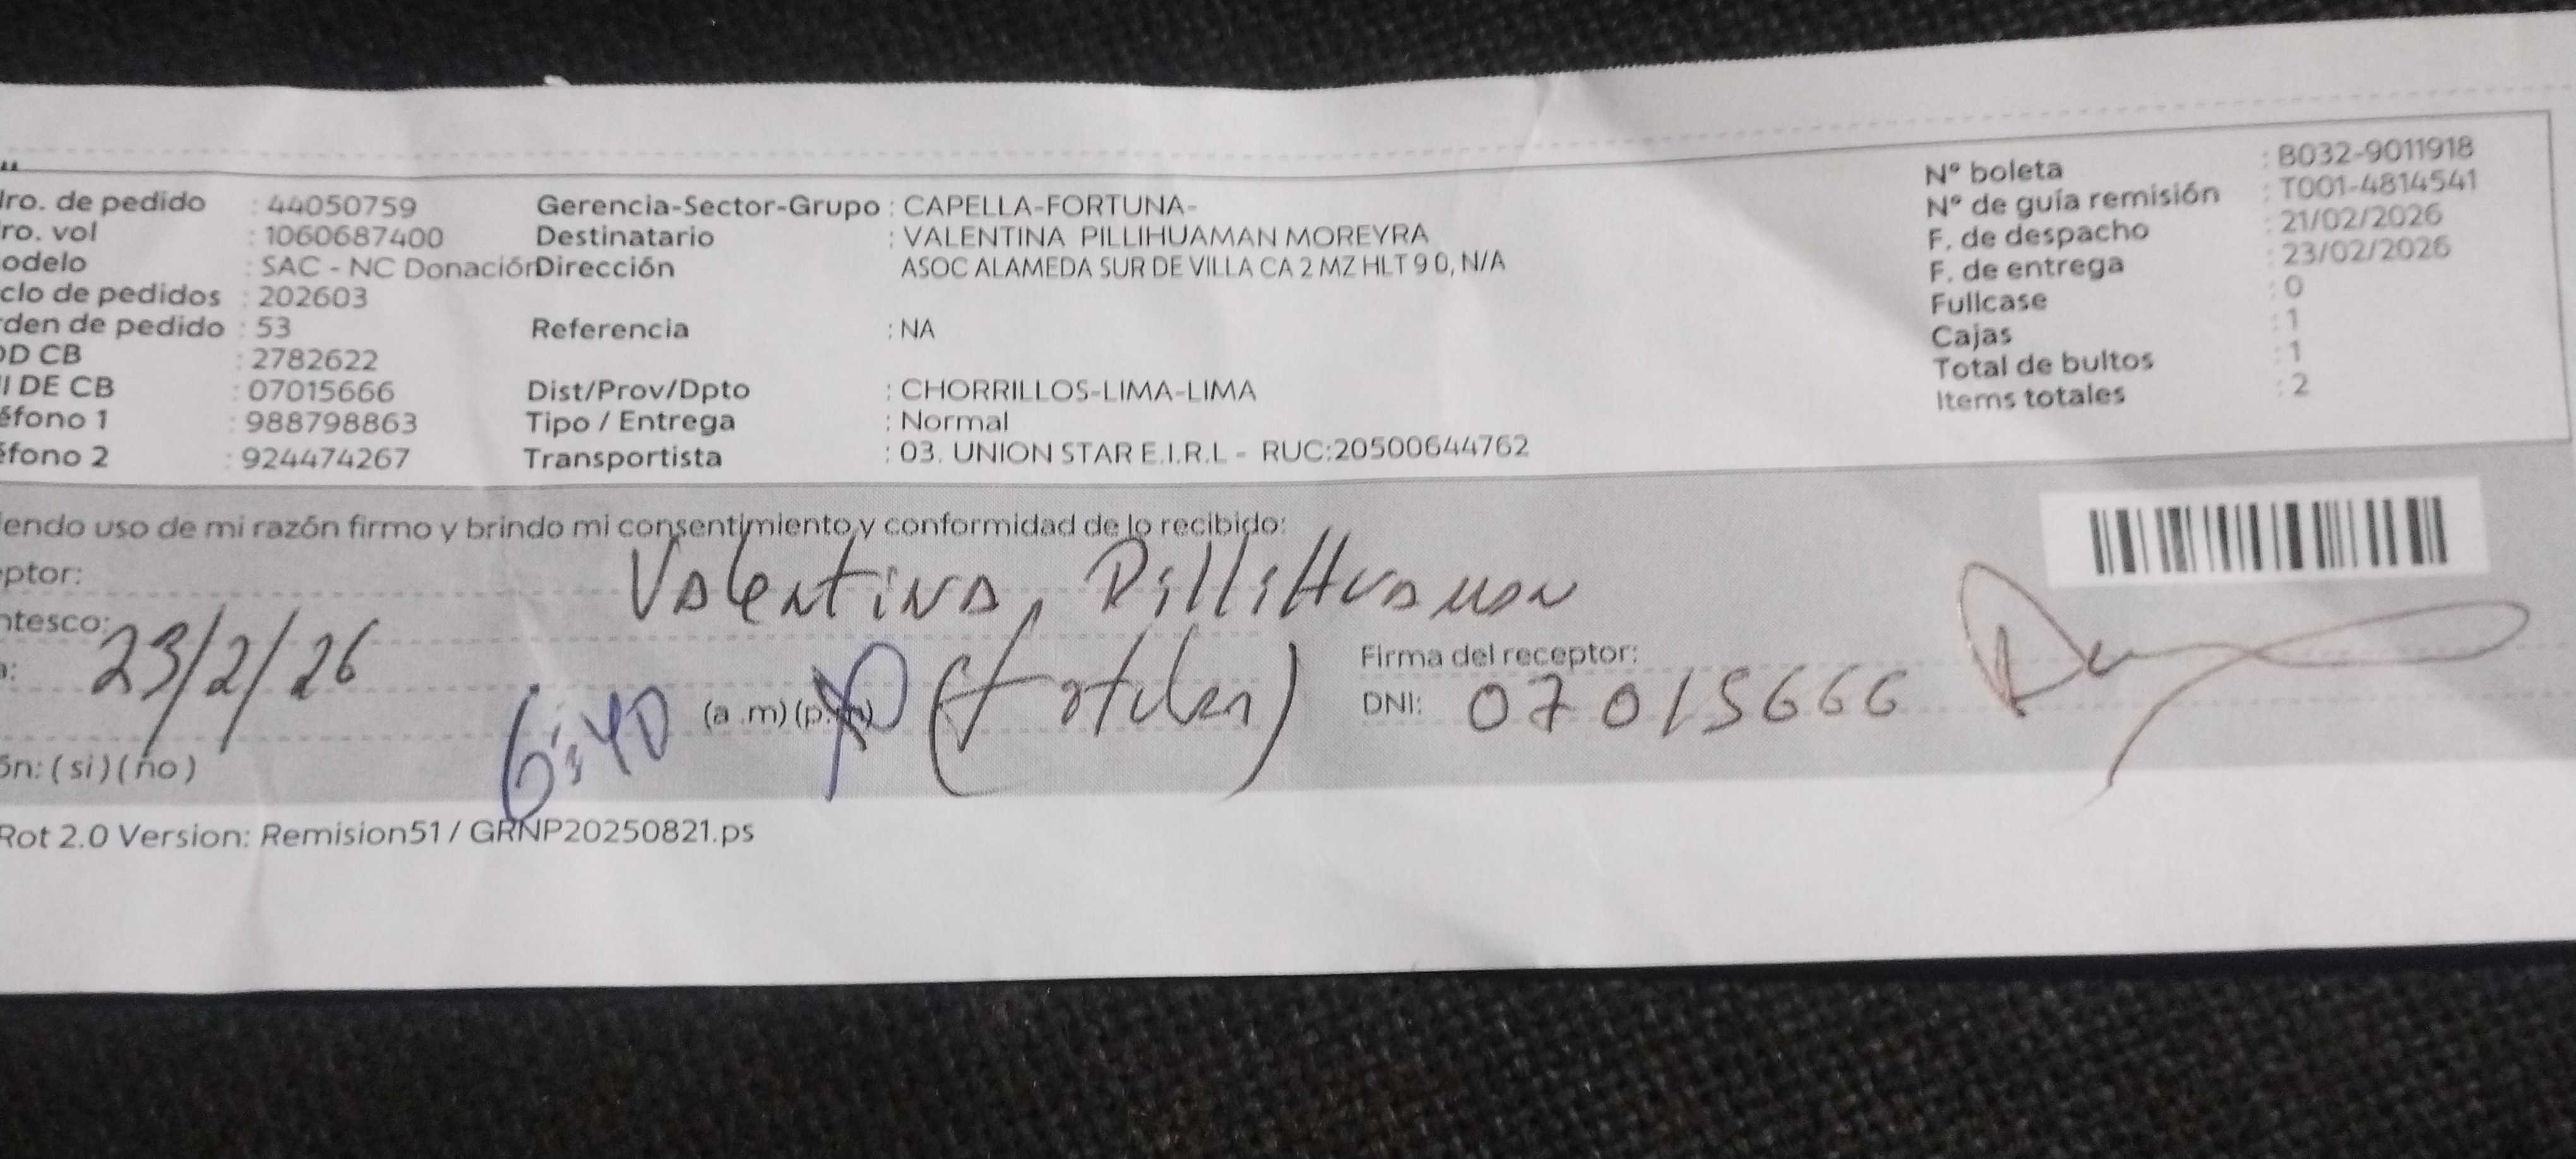 ro. de pedido : 44050759
ro. vol : 1060687400
odelo : SAC - NC Donación
clo de pedidos : 202603
den de pedido : 53
D CB : 2782622
I DE CB : 07015666
éfono 1 : 988798863
éfono 2 : 924474267
Gerencia-Sector-Grupo : CAPELLA-FORTUNA-
Destinatario : VALENTINA PILLIHUAMAN MOREYRA
Dirección ASOC ALAMEDA SUR DE VILLA CA 2 MZ HLT 9 0, N/A
Referencia : NA
Dist/Prov/Dpto : CHORRILLOS-LIMA-LIMA
Tipo / Entrega : Normal
Transportista : 03. UNION STAR E.I.R.L - RUC:20500644762
N° boleta : B032-9011918
N° de guía remisión : T001-4814541
F. de despacho : 21/02/2026
F. de entrega : 23/02/2026
Fullcase : 0
Cajas : 1
Total de bultos : 1
Items totales : 2
iendo uso de mi razón firmo y brindo mi consentimiento y conformidad de lo recibido:
ptor: Valentina, PilliHuaman
ntesco:
a: 23/2/26 6:40 (a .m) (p.m) (titular)
Firma del receptor:
DNI: 07015666
ón: ( si ) ( no )
Rot 2.0 Version: Remision51 / GRNP20250821.ps